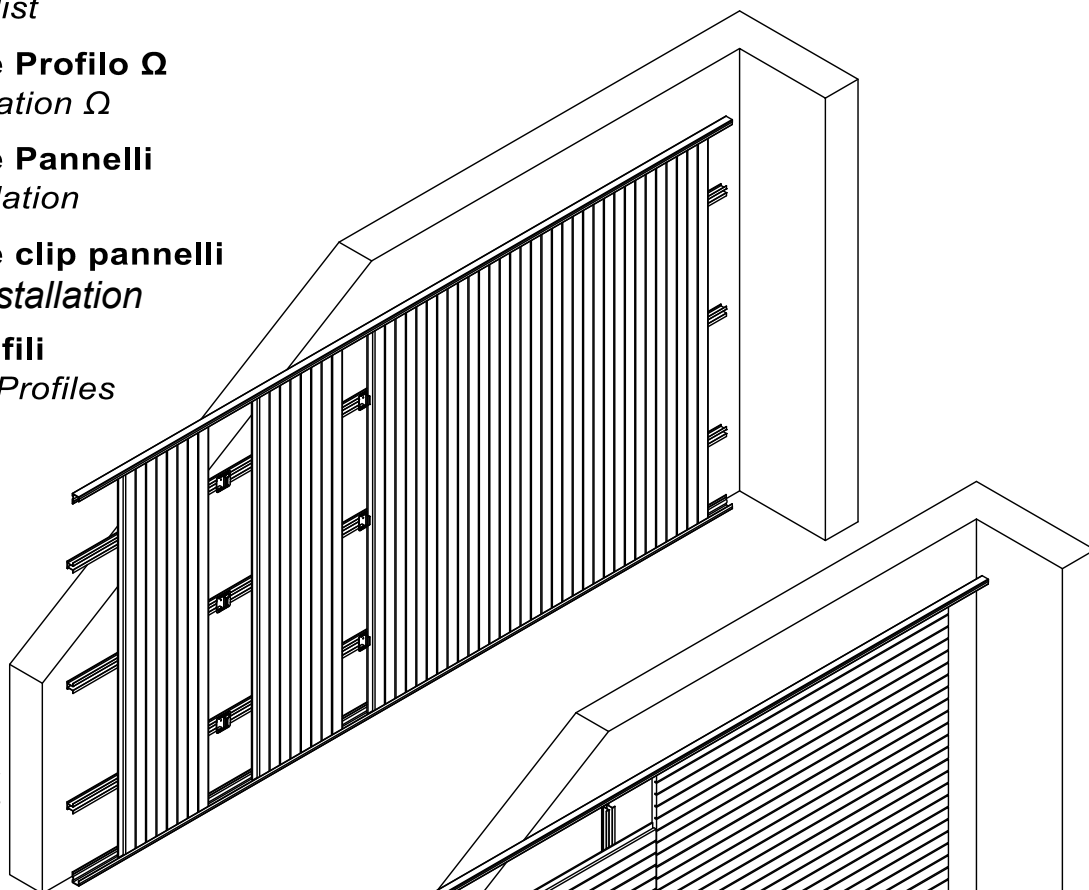 ist
e Profilo Ω
ation Ω
e Pannelli
lation
e clip pannelli
stallation
fili
Profiles